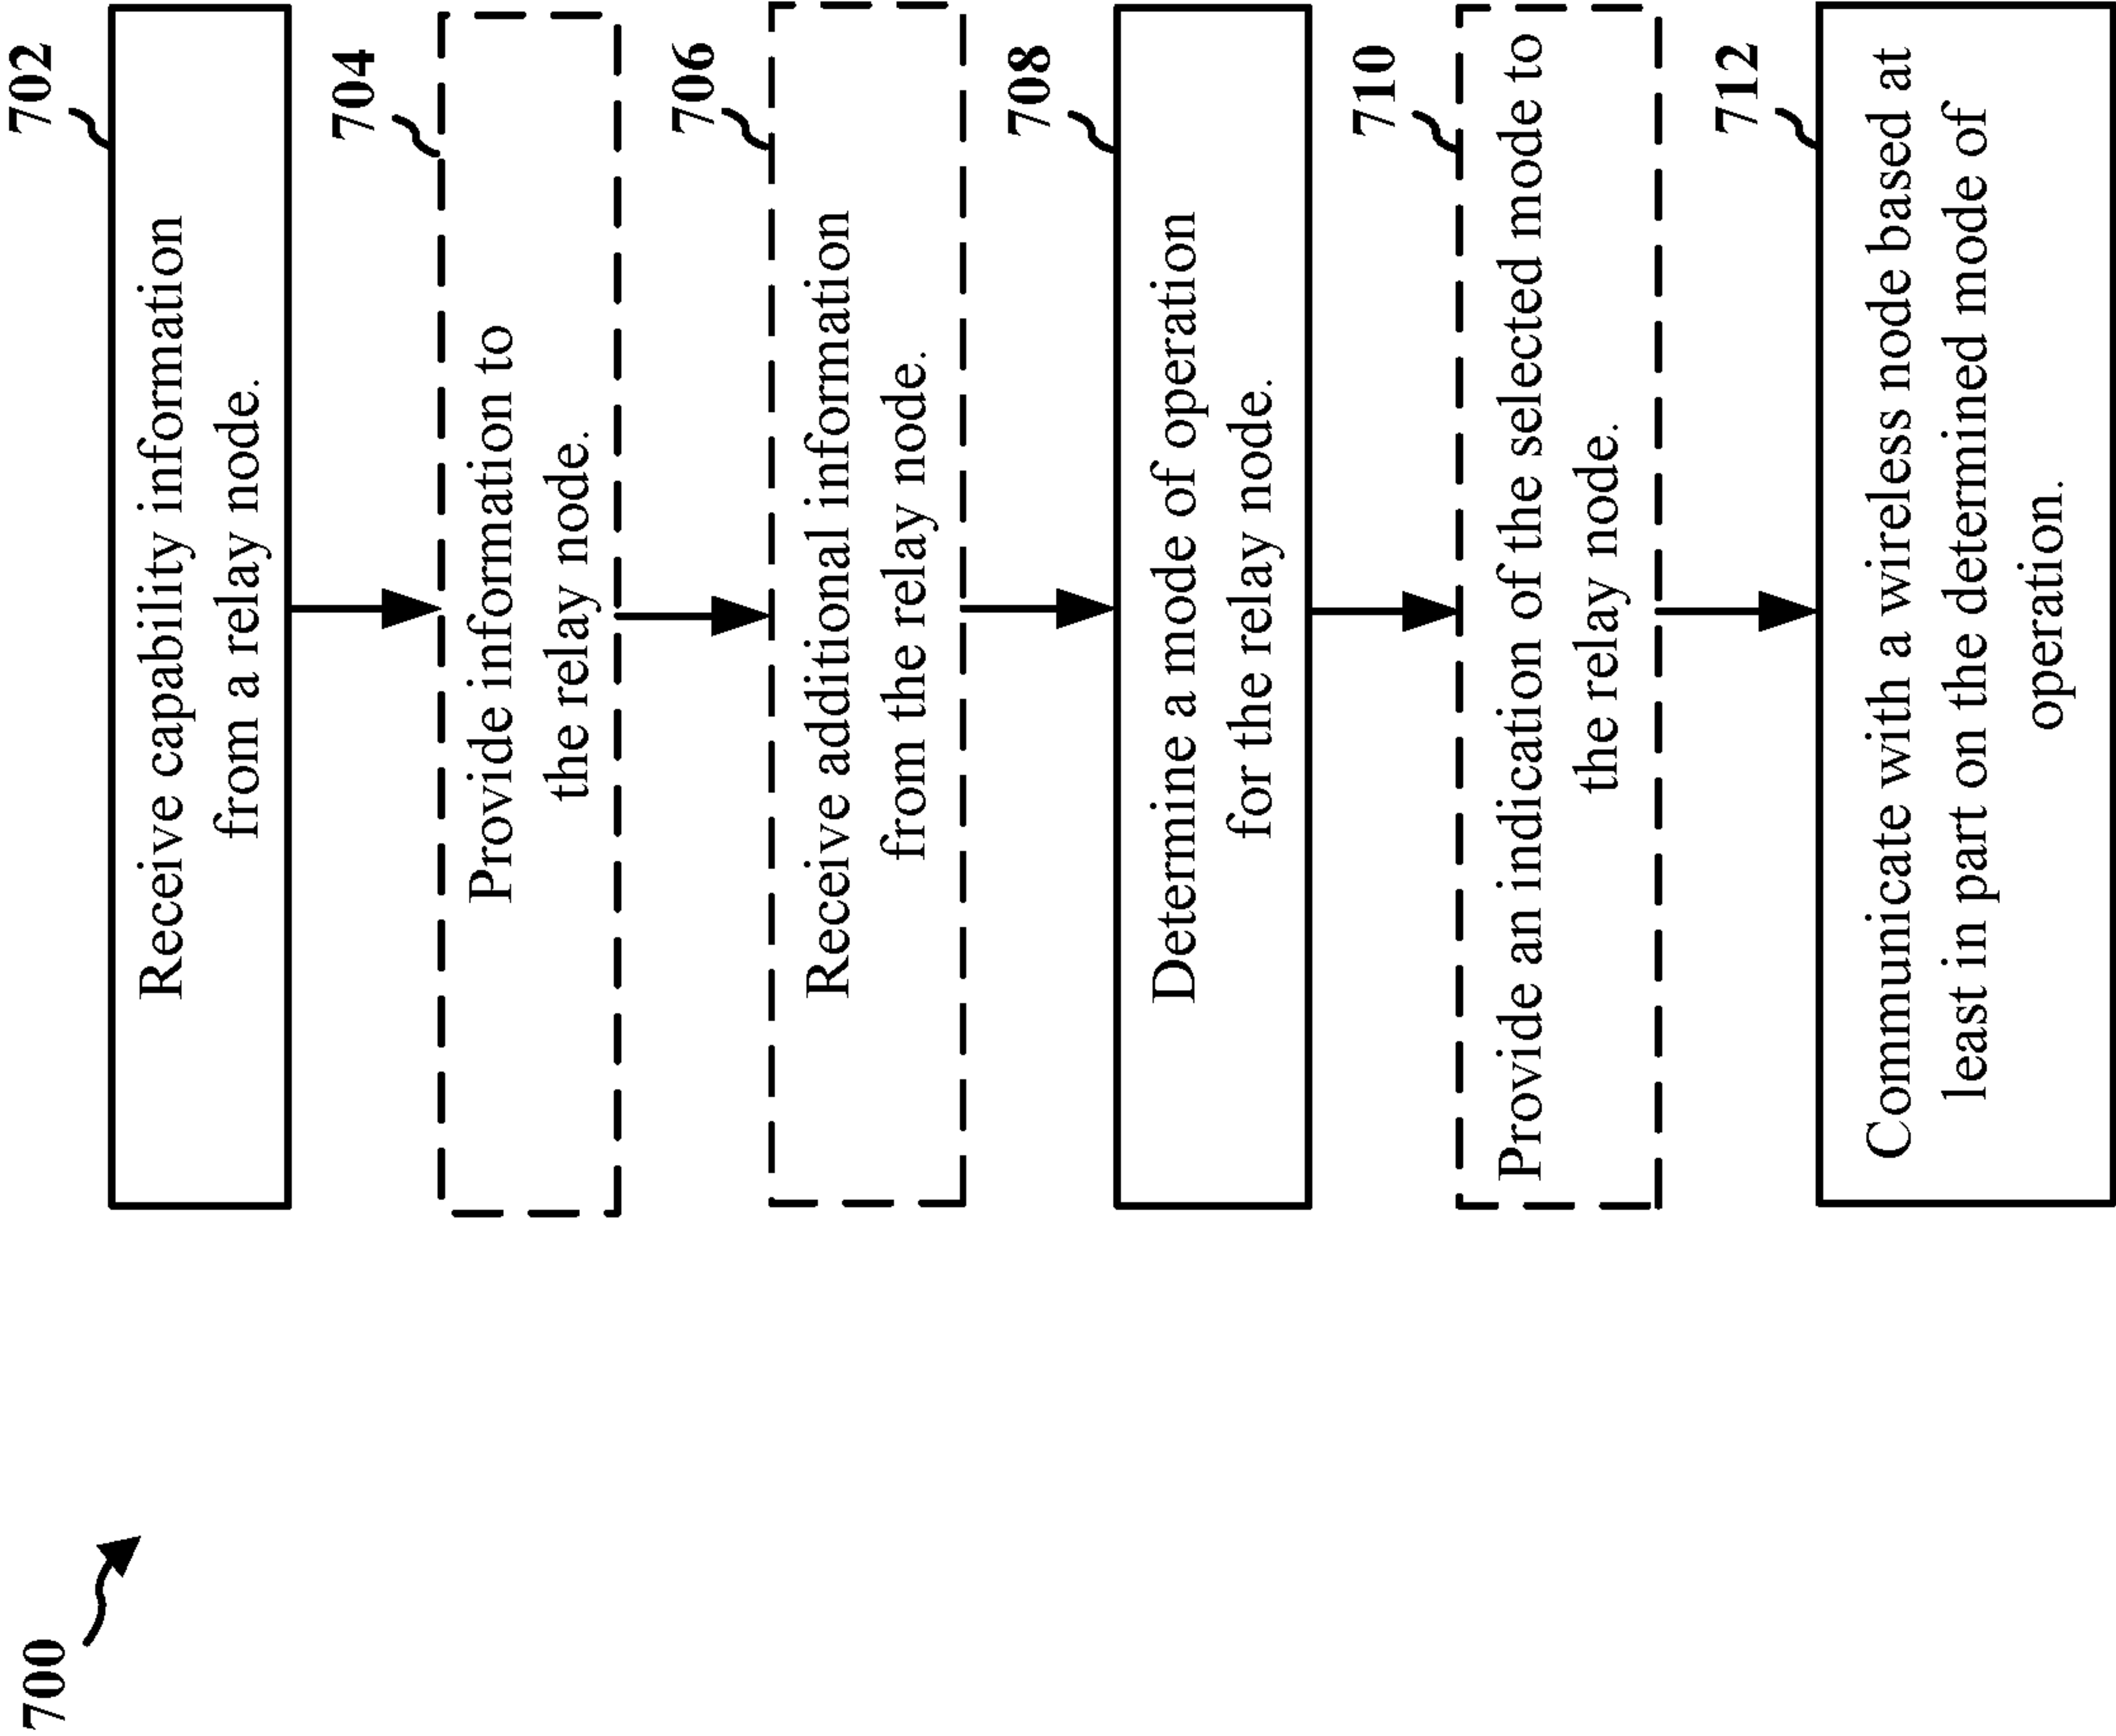 700
702
Receive capability information
from a relay node.
704
Provide information to
the relay node.
706
Receive additional information
from the relay node.
708
Determine a mode of operation
for the relay node.
710
Provide an indication of the selected mode to
the relay node.
712
Communicate with a wireless node based at
least in part on the determined mode of
operation.